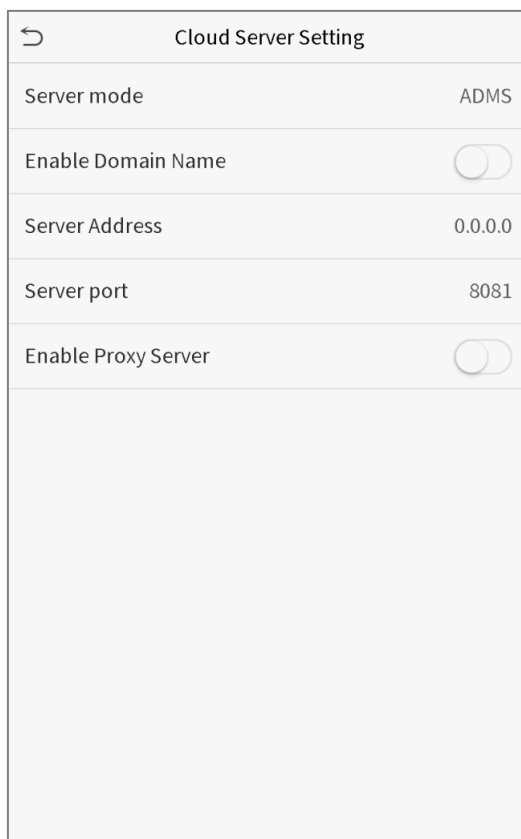 Cloud Server Setting
Server mode ADMS
Enable Domain Name
Server Address 0.0.0.0
Server port 8081
Enable Proxy Server